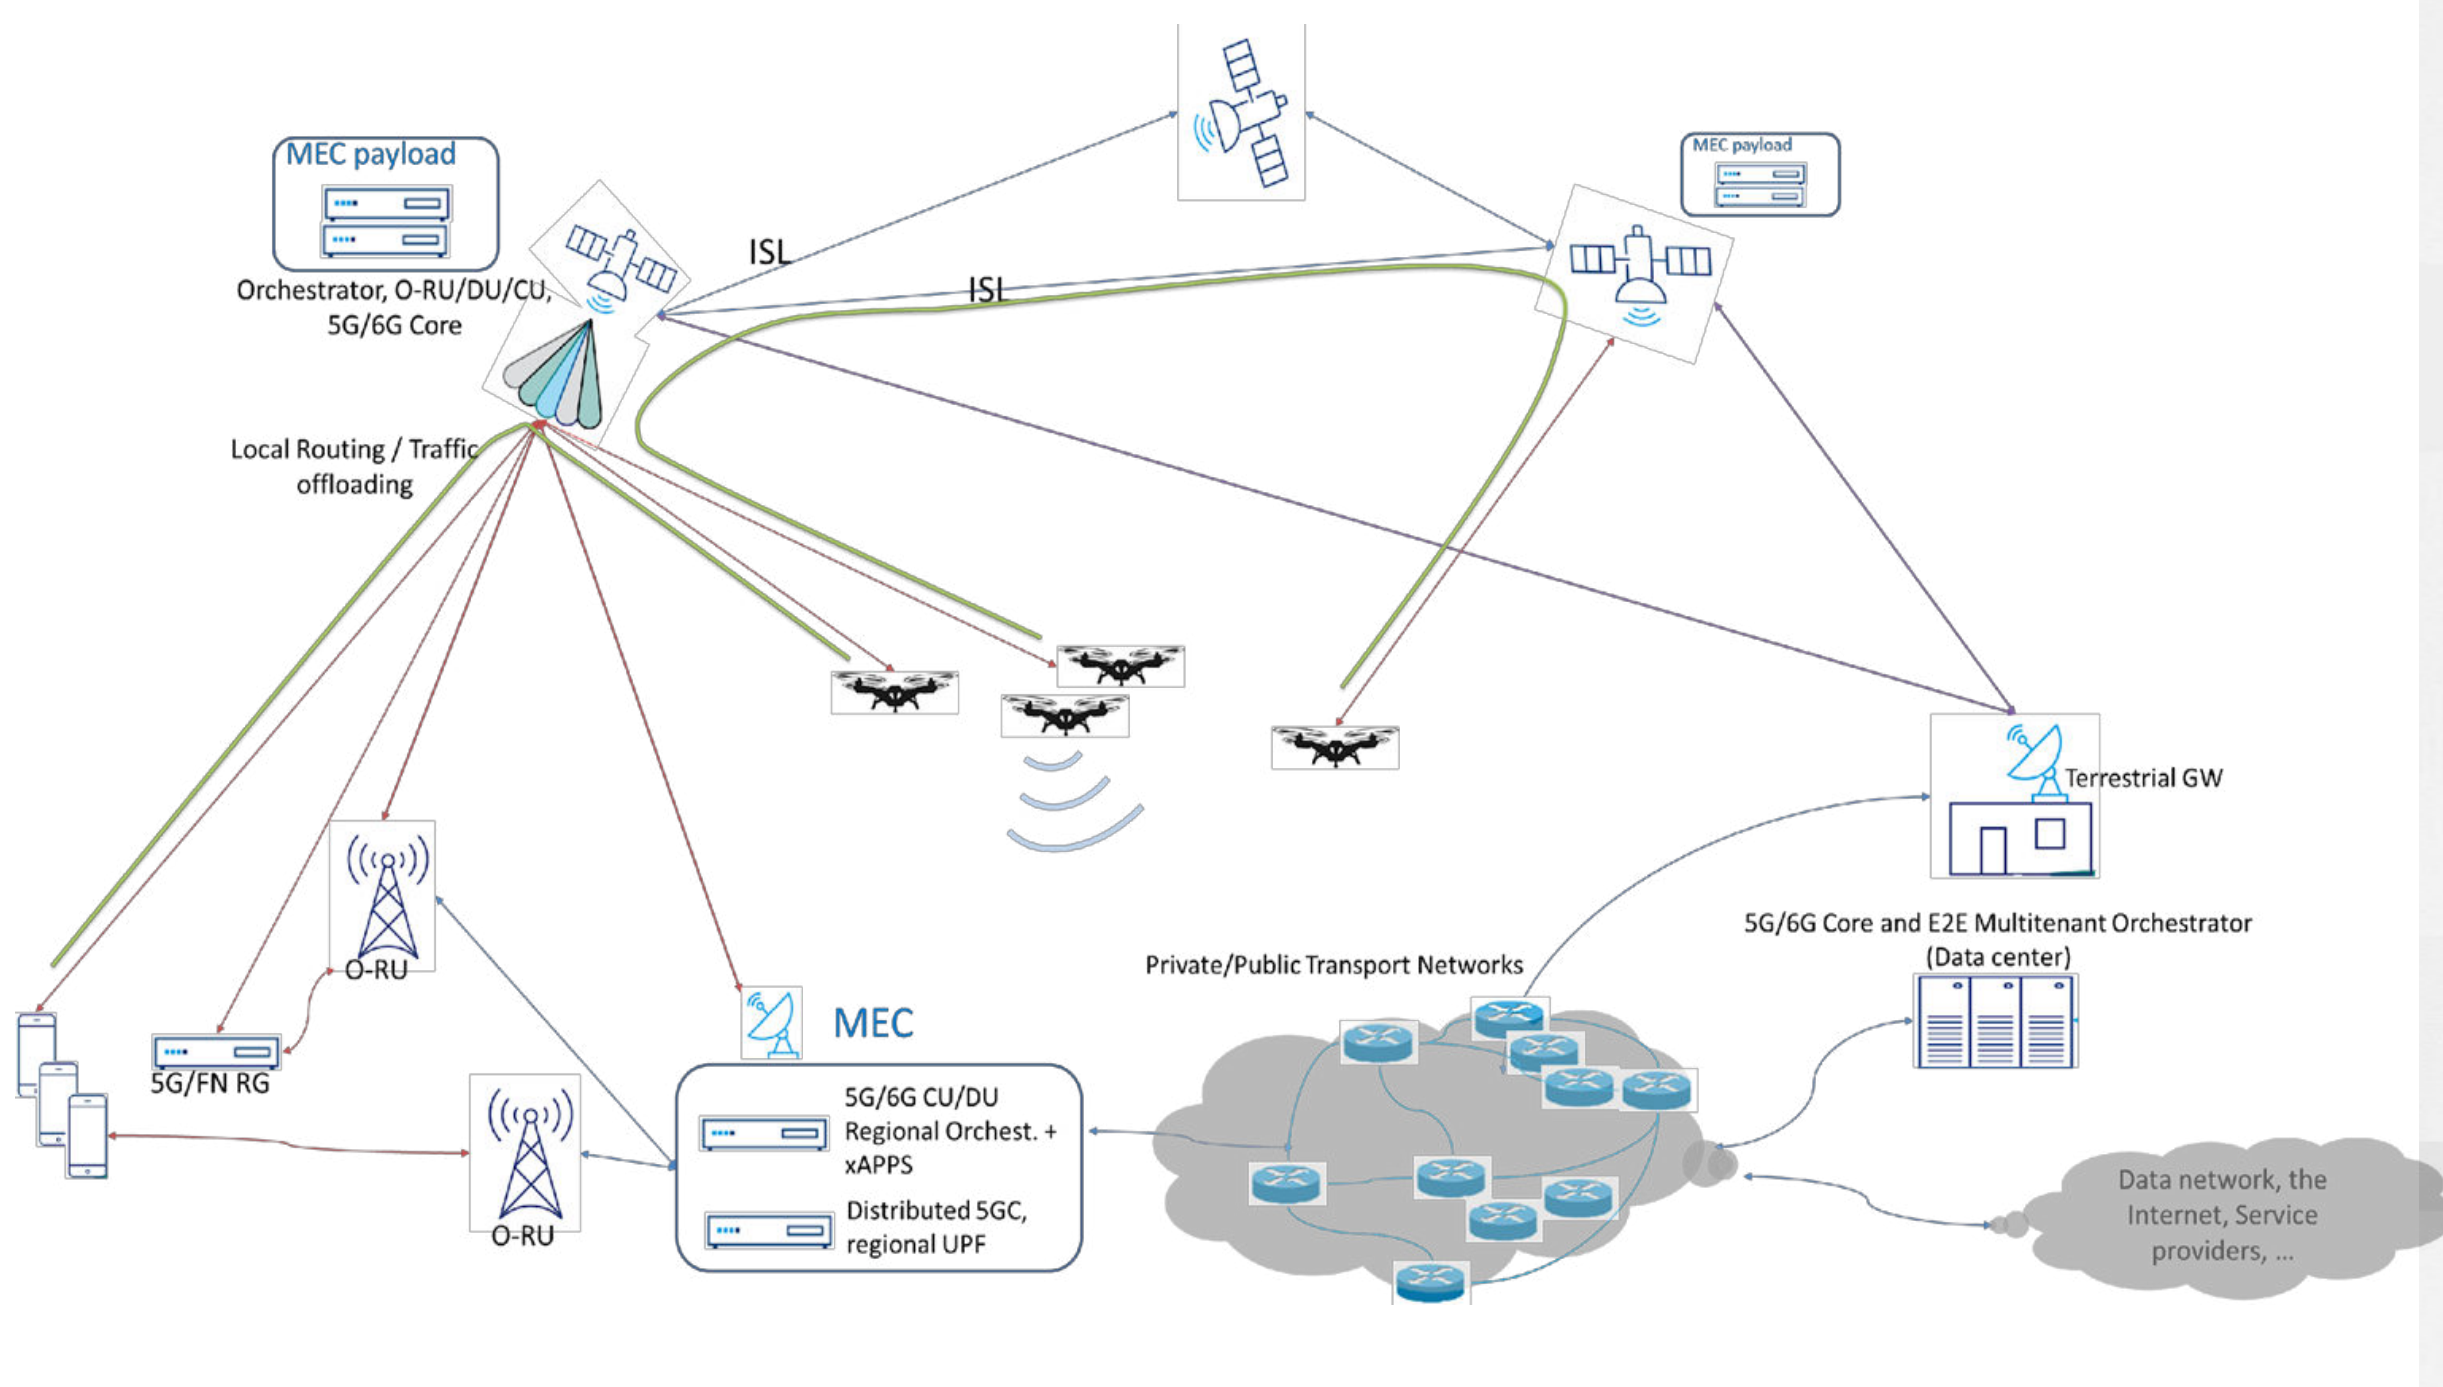 MEC payload
Orchestrator, O-RU/DU/CU,
5G/6G Core
Local Routing / Traffic
offloading
ISL
ISL
MEC payload
Terrestrial GW
5G/6G Core and E2E Multitenant Orchestrator
(Data center)
Private/Public Transport Networks
O-RU
5G/FN RG
O-RU
MEC
5G/6G CU/DU
Regional Orchest. +
xAPPS
Distributed 5GC,
regional UPF
Data network, the
Internet, Service
providers, ...